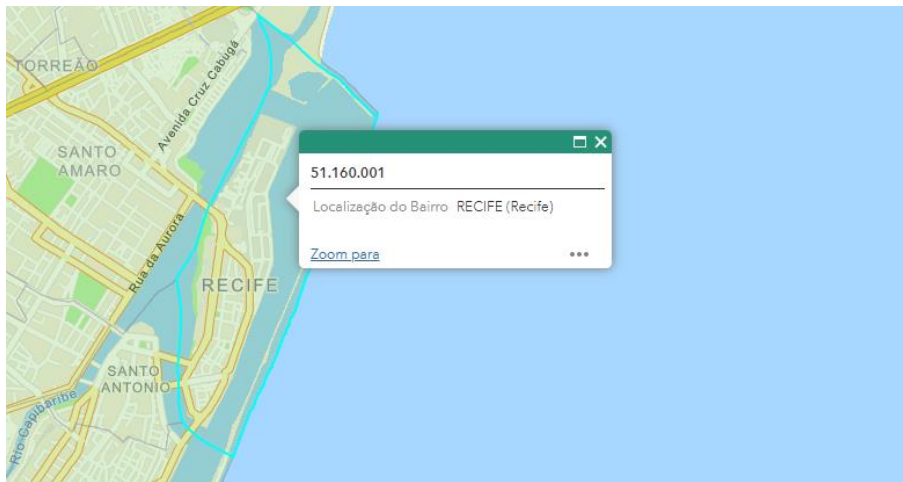 TORREÃO
Avenida Cruz Cabugá
SANTO
AMARO
51.160.001
Localização do Bairro RECIFE (Recife)
Zoom para
Rua da Aurora
RECIFE
SANTO
ANTONIO
Rio Capibaribe